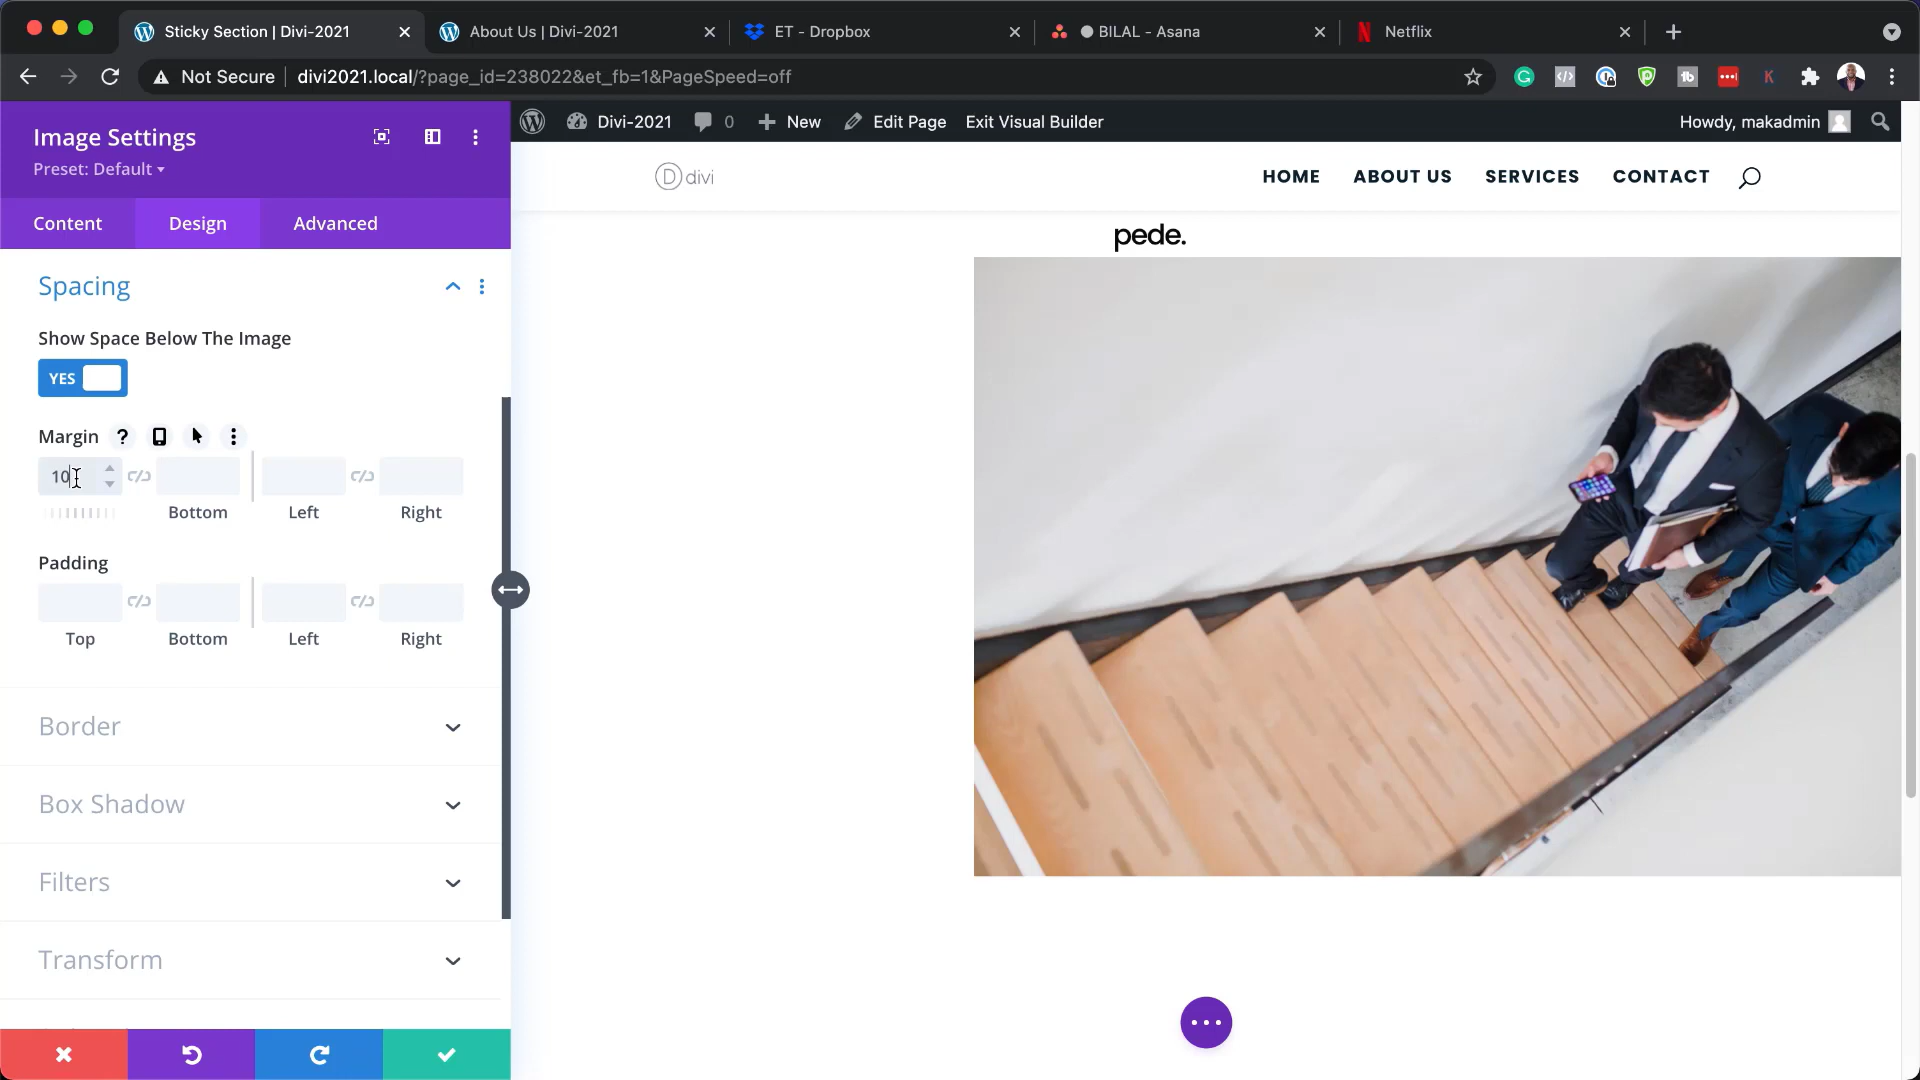 Sticky Section | Divi-2021
About Us | Divi-2021
ET - Dropbox
BILAL - Asana
Netflix
Not Secure
divi2021.local/?page_id=238022&et_fb=1&PageSpeed=off
Image Settings
Preset: Default
Divi-2021
0
New
Edit Page
Exit Visual Builder
Howdy, makadmin
D divi
HOME
ABOUT US
SERVICES
CONTACT
Content
Design
Advanced
pede.
Spacing
Show Space Below The Image
YES
Margin
10
Bottom
Left
Right
Padding
Top
Bottom
Left
Right
Border
Box Shadow
Filters
Transform